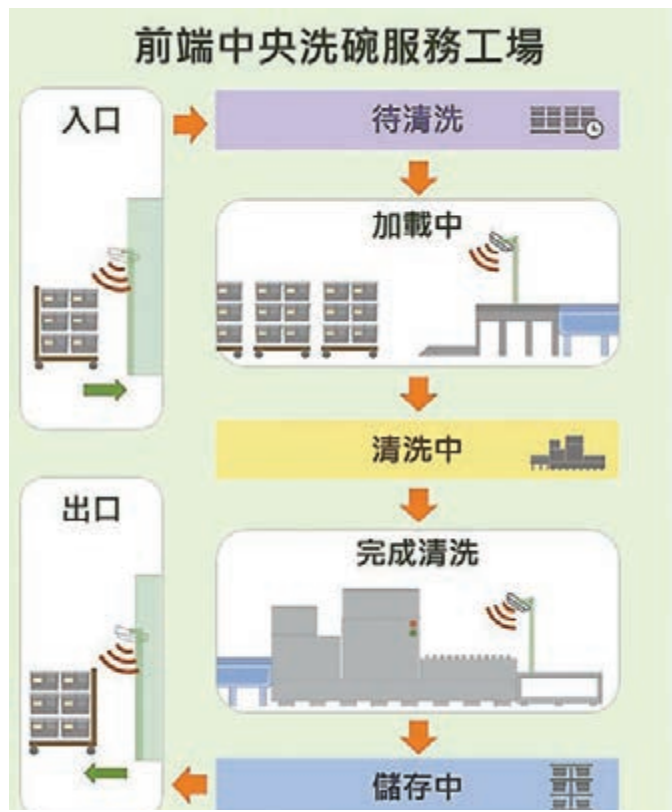 前端中央洗碗服務工場
入口
待清洗
加載中
清洗中
出口
完成清洗
儲存中